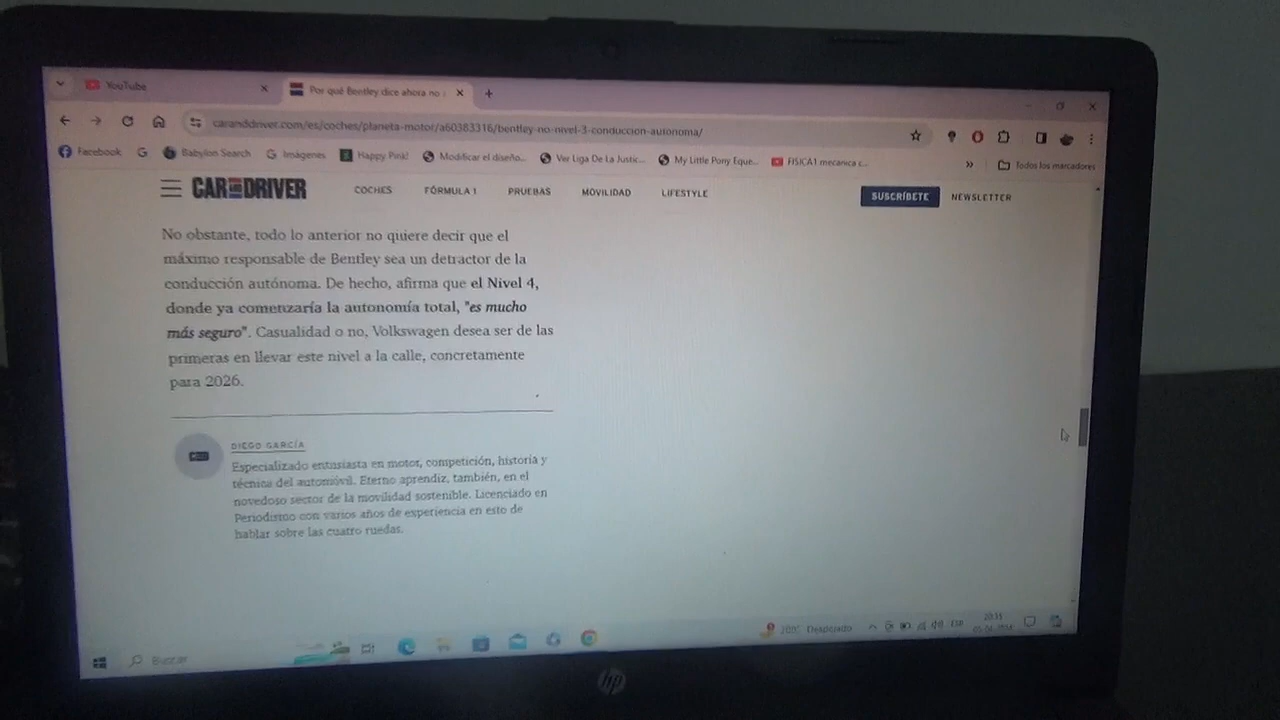 YouTube
Por qué Bentley dice ahora no
caranddriver.com/es/coches/planeta-motor/a60383316/bentley-no-nivel-3-conduccion-autonoma/
Facebook G Babylon Search Imágenes Happy Pink! Modificar el diseño... Ver Liga De La Justic... My Little Pony Eque... FISICA1 mecanica c... » Todos los marcadores
CAR AND DRIVER COCHES FÓRMULA 1 PRUEBAS MOVILIDAD LIFESTYLE SUSCRÍBETE NEWSLETTER
No obstante, todo lo anterior no quiere decir que el
máximo responsable de Bentley sea un detractor de la
conducción autónoma. De hecho, afirma que el Nivel 4,
donde ya comenzaría la autonomía total, "es mucho
más seguro". Casualidad o no, Volkswagen desea ser de las
primeras en llevar este nivel a la calle, concretamente
para 2026.
DIEGO GARCÍA
Especializado entusiasta en motor, competición, historia y
técnica del automóvil. Eterno aprendiz, también, en el
novedoso sector de la movilidad sostenible. Licenciado en
Periodismo con varios años de experiencia en esto de
hablar sobre las cuatro ruedas.
Buscar Despejado ESP
hp